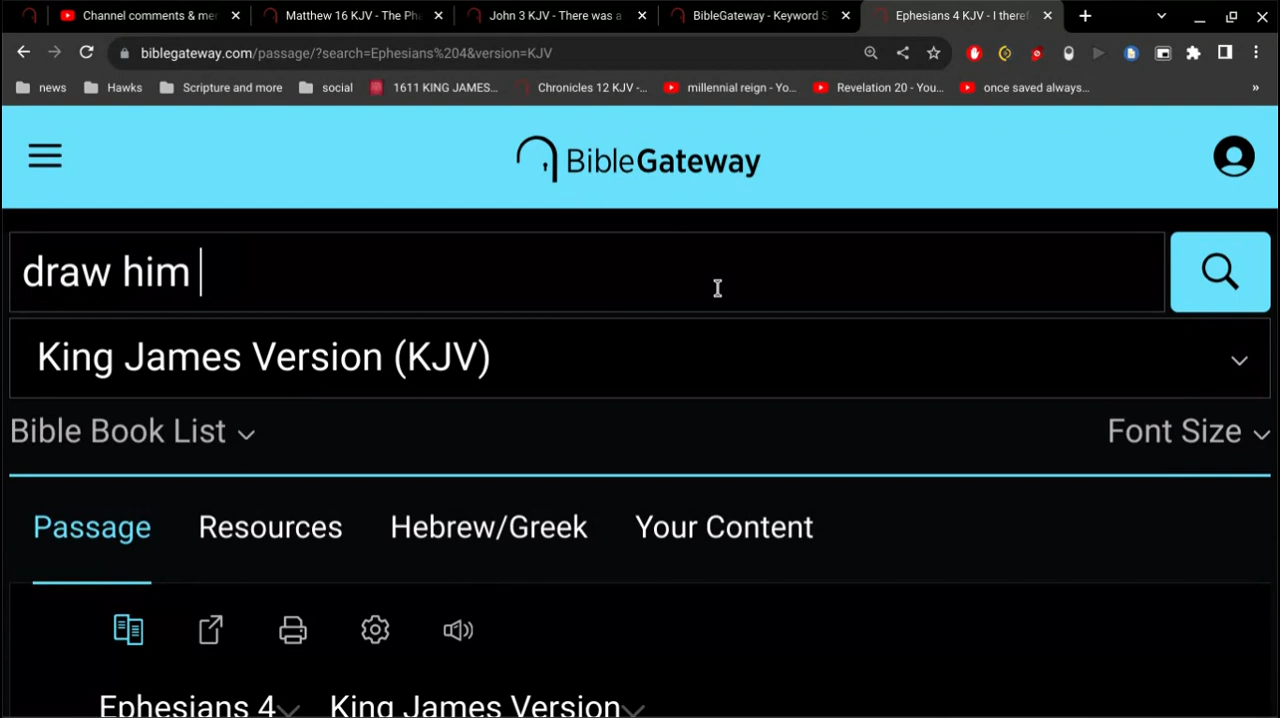 Channel comments & me
Matthew 16 KJV - The Pha
John 3 KJV - There was a
BibleGateway - Keyword S
Ephesians 4 KJV - I theref
biblegateway.com/passage/?search=Ephesians%204&version=KJV
news
Hawks
Scripture and more
social
1611 KING JAMES...
Chronicles 12 KJV -...
millennial reign - Yo...
Revelation 20 - You...
once saved always...
»
BibleGateway
draw him
King James Version (KJV)
Bible Book List
Font Size
Passage
Resources
Hebrew/Greek
Your Content
Ephesians 4
King James Version